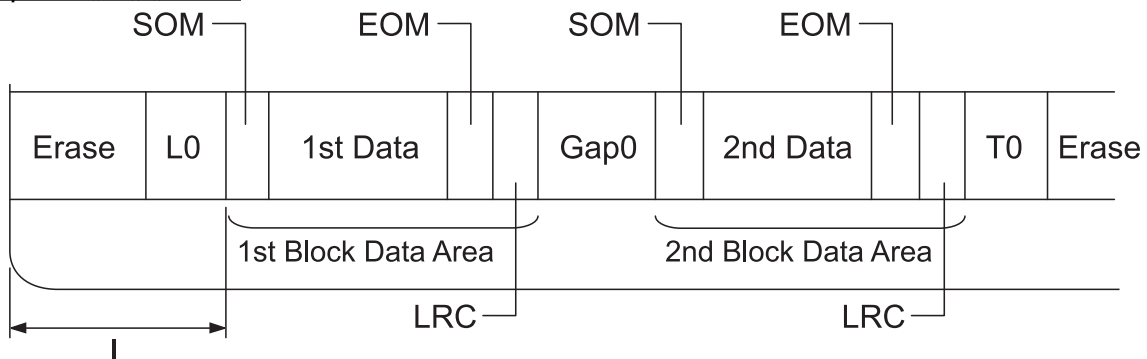 SOM EOM SOM EOM
Erase L0 1st Data Gap0 2nd Data T0 Erase
1st Block Data Area 2nd Block Data Area
LRC LRC